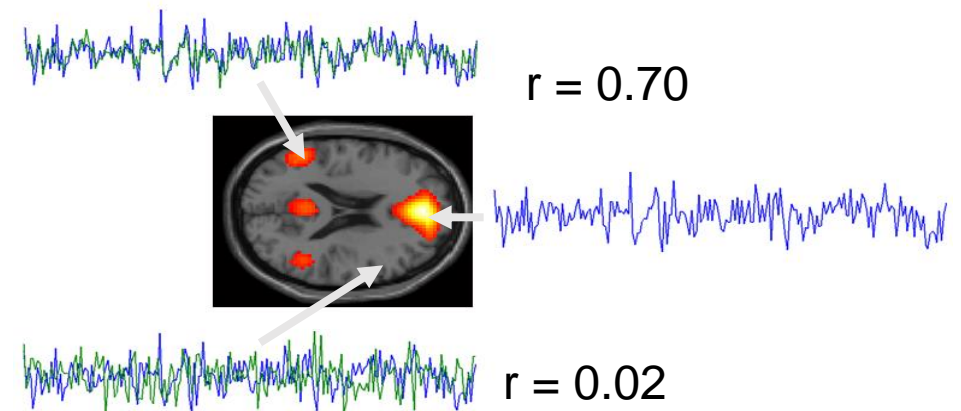 r = 0.70
r = 0.02